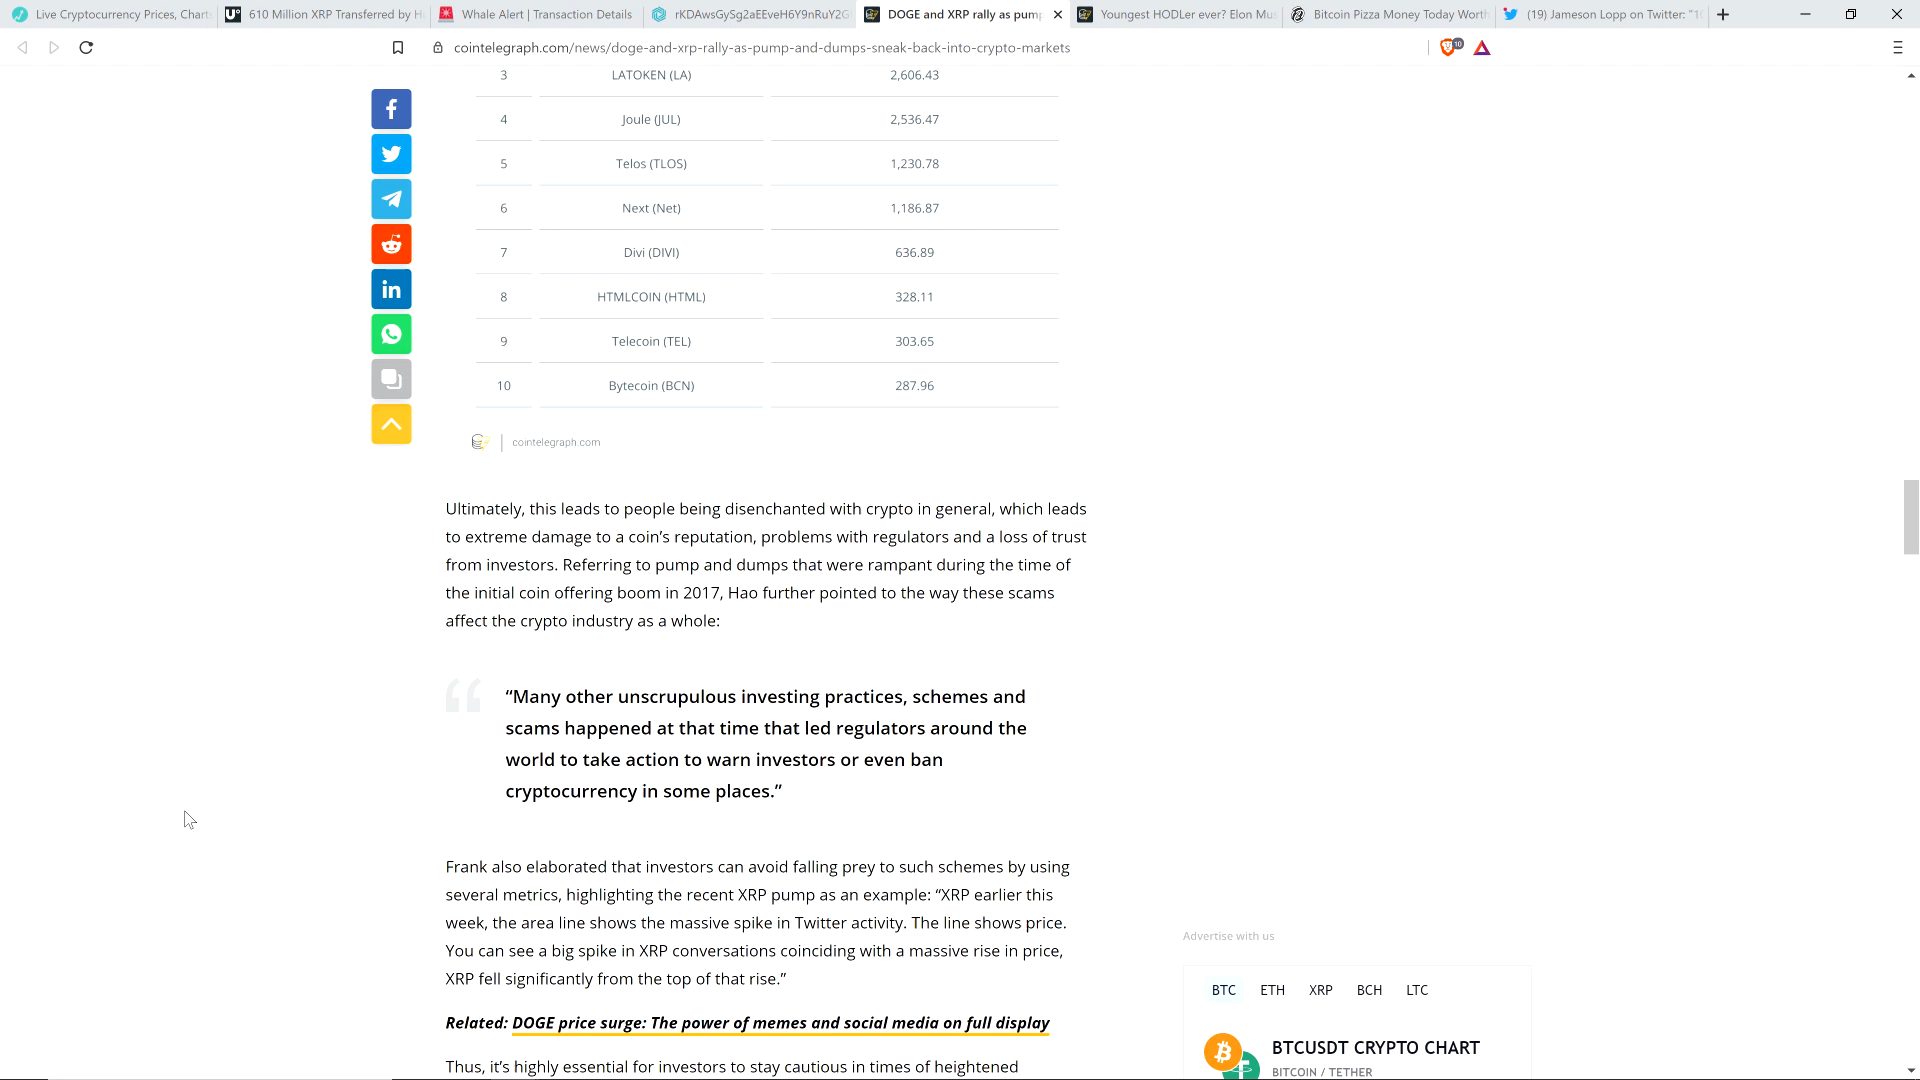 Live Cryptocurrency Prices, Charts
610 Million XRP Transferred by H
Whale Alert | Transaction Details
rKDAwsGySg2aEEveH6Y9nRuY2G
DOGE and XRP rally as pump
Youngest HODLer ever? Elon Mus
Bitcoin Pizza Money Today Worth
(19) Jameson Lopp on Twitter: "1
cointelegraph.com/news/doge-and-xrp-rally-as-pump-and-dumps-sneak-back-into-crypto-markets
10
3 LATOKEN (LA) 2,606.43
4 Joule (JUL) 2,536.47
5 Telos (TLOS) 1,230.78
6 Next (Net) 1,186.87
7 Divi (DIVI) 636.89
8 HTMLCOIN (HTML) 328.11
9 Telecoin (TEL) 303.65
10 Bytecoin (BCN) 287.96
cointelegraph.com
Ultimately, this leads to people being disenchanted with crypto in general, which leads
to extreme damage to a coin’s reputation, problems with regulators and a loss of trust
from investors. Referring to pump and dumps that were rampant during the time of
the initial coin offering boom in 2017, Hao further pointed to the way these scams
affect the crypto industry as a whole:
“Many other unscrupulous investing practices, schemes and
scams happened at that time that led regulators around the
world to take action to warn investors or even ban
cryptocurrency in some places.”
Frank also elaborated that investors can avoid falling prey to such schemes by using
several metrics, highlighting the recent XRP pump as an example: “XRP earlier this
week, the area line shows the massive spike in Twitter activity. The line shows price.
You can see a big spike in XRP conversations coinciding with a massive rise in price,
XRP fell significantly from the top of that rise.”
Related: DOGE price surge: The power of memes and social media on full display
Thus, it’s highly essential for investors to stay cautious in times of heightened
Advertise with us
BTC ETH XRP BCH LTC
BTCUSDT CRYPTO CHART
BITCOIN / TETHER